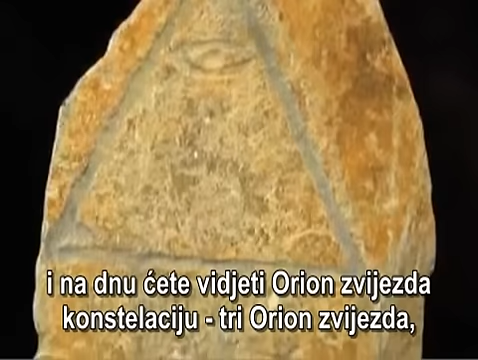 i na dnu ćete vidjeti Orion zvijezda
konstelaciju - tri Orion zvijezda,